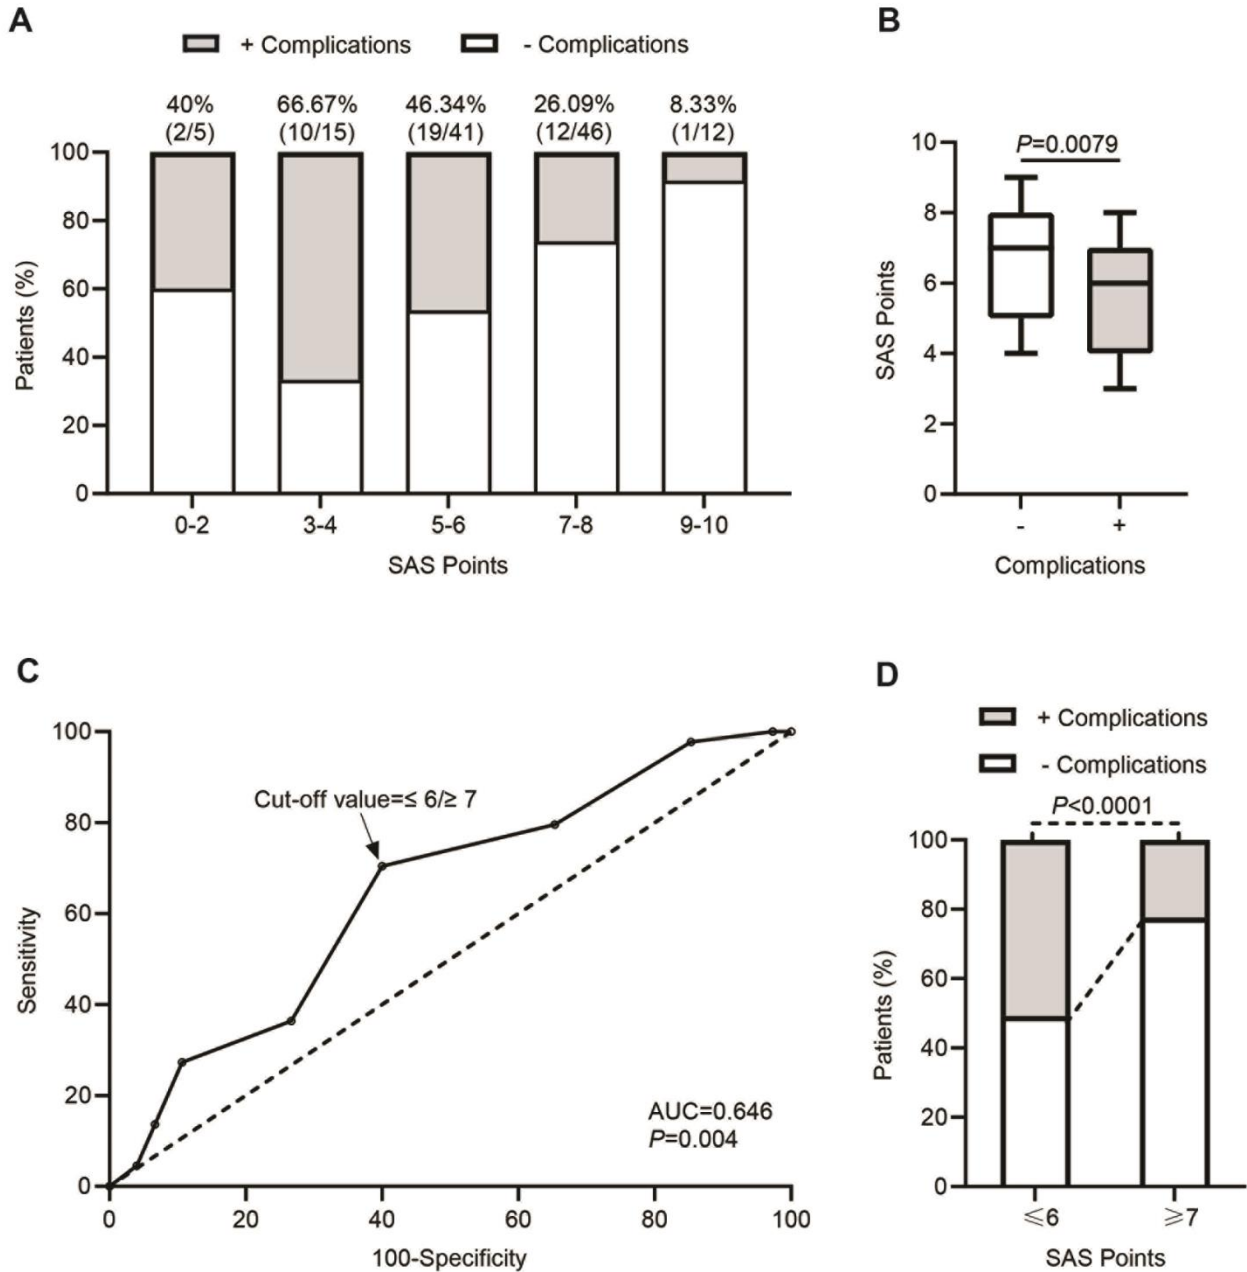 A
+ Complications - Complications
40% 66.67% 46.34% 26.09% 8.33%
(2/5) (10/15) (19/41) (12/46) (1/12)
100
80
60
40
20
0
Patients (%)
0-2 3-4 5-6 7-8 9-10
SAS Points
B
P=0.0079
10
8
6
4
2
0
SAS Points
- +
Complications
C
100
80
60
40
20
0
Sensitivity
Cut-off value=≤ 6/≥ 7
AUC=0.646
P=0.004
0 20 40 60 80 100
100-Specificity
D
+ Complications
- Complications
P<0.0001
100
80
60
40
20
0
Patients (%)
⩽6 ⩾7
SAS Points